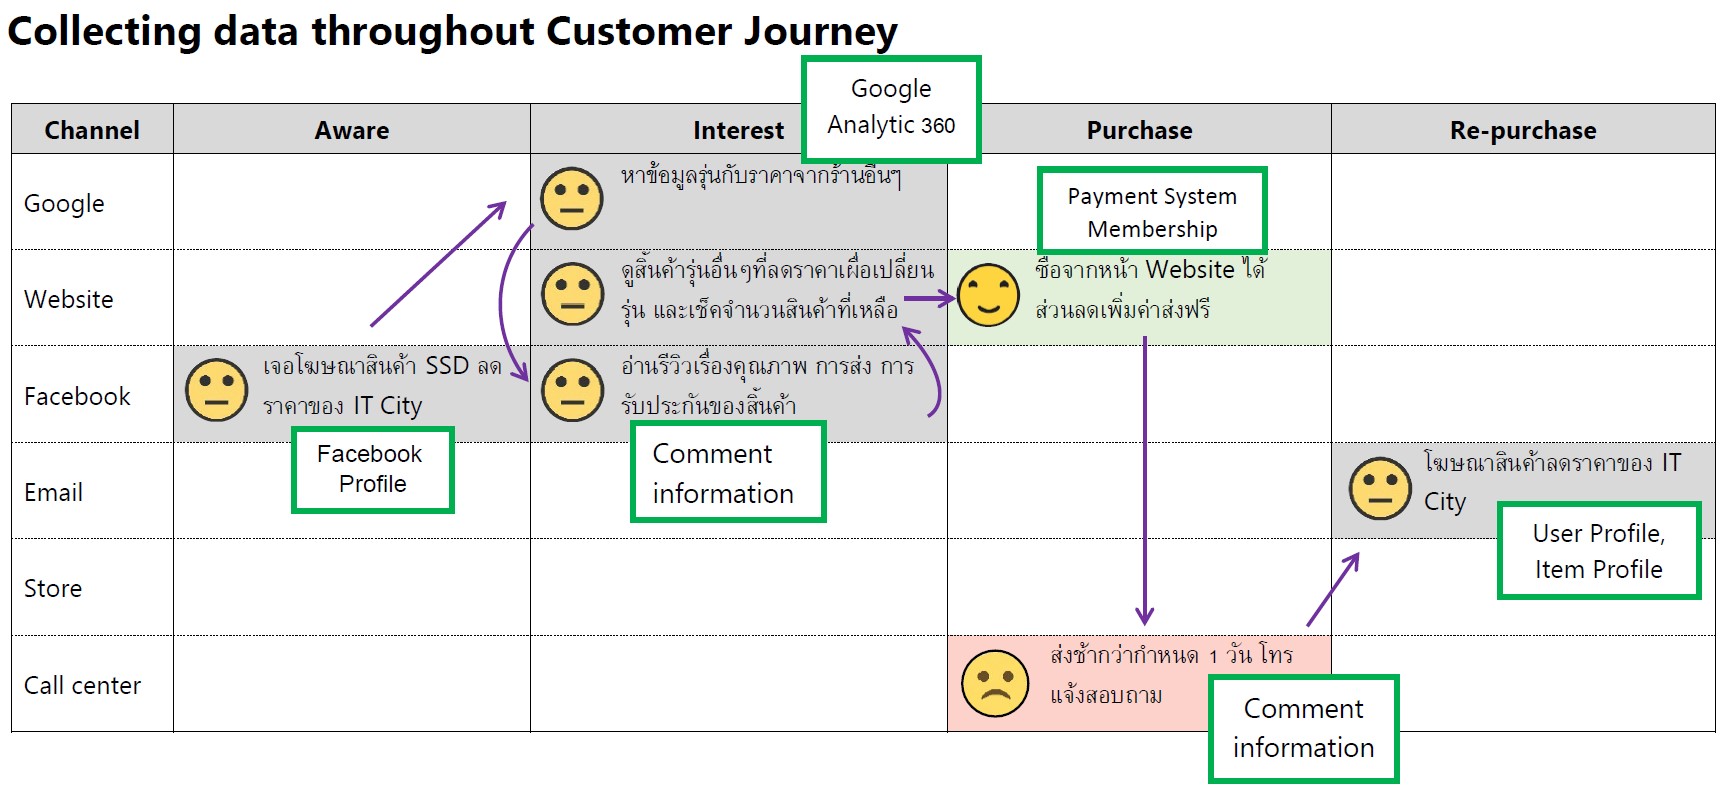 Collecting data throughout Customer Journey
Google
Analytic 360
Channel
Aware
Interest
Purchase
Re-purchase
Google
หาข้อมูลรุ่นกับราคาจากร้านอื่นๆ
Payment System
Membership
Website
ดูสิ้นค้ารุ่นอื่นๆที่ลดราคาเผื่อเปลี่ยน
รุ่น และเช็คจำนวนสินค้าที่เหลือ
ซื้อจากหน้า Website ได้
ส่วนลดเพิ่มค่าส่งฟรี
Facebook
เจอโฆษณาสินค้า SSD ลด
ราคาของ IT City
Facebook
Profile
อ่านรีวิวเรื่องคุณภาพ การส่ง การ
รับประกันของสิ้นค้า
Comment
information
Email
โฆษณาสินค้าลดราคาของ IT
City
User Profile,
Item Profile
Store
Call center
ส่งช้ากว่ากำหนด 1 วัน โทร
แจ้งสอบถาม
Comment
information